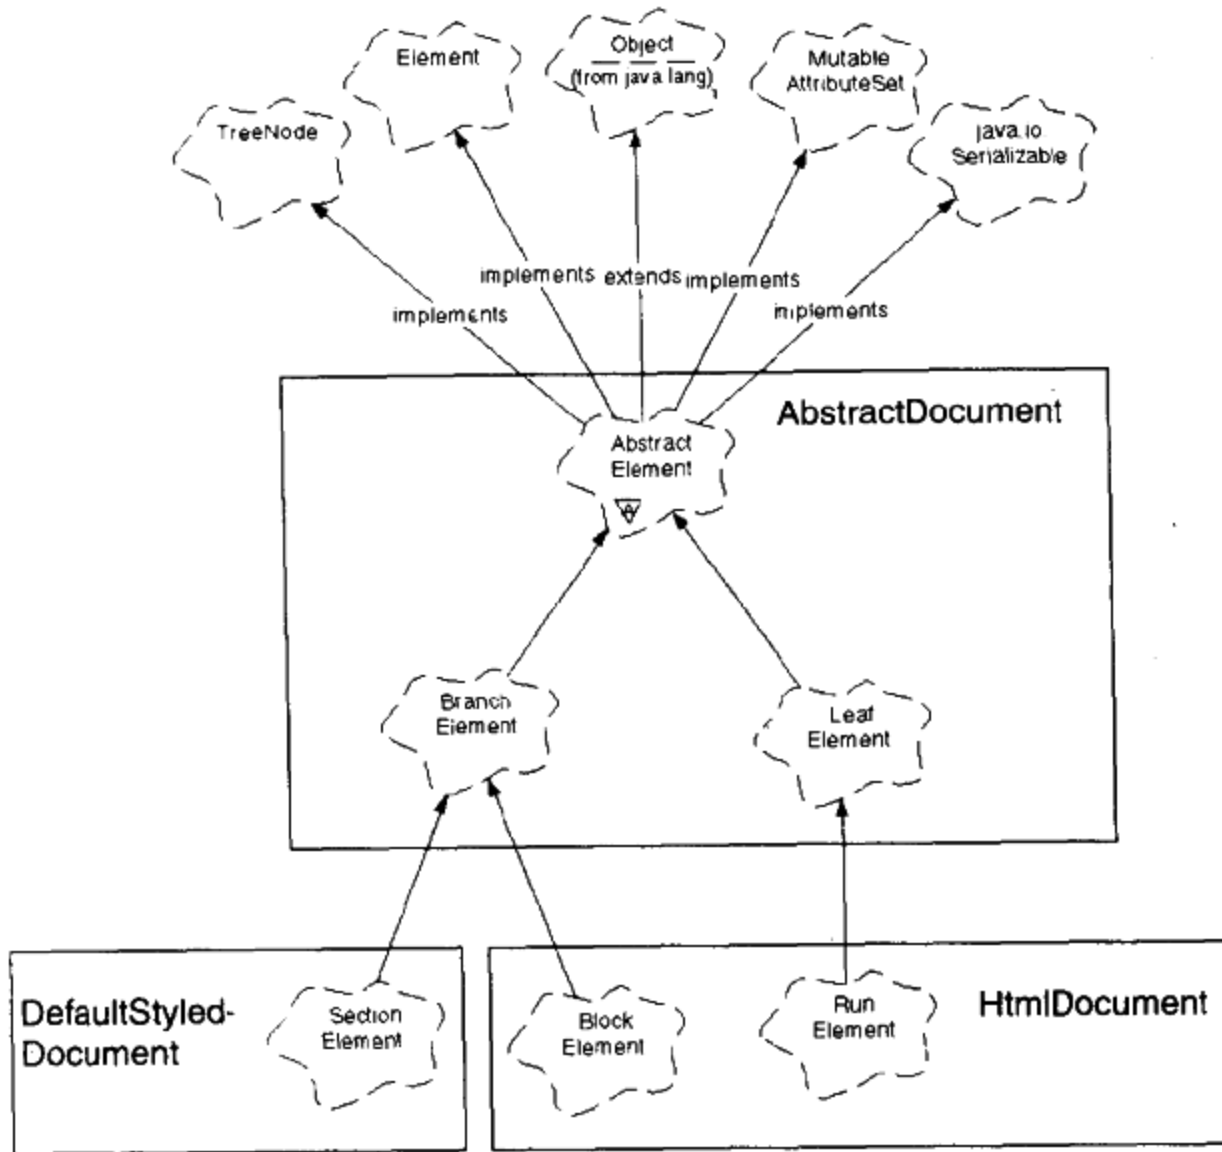 Element
Object
(from java lang)
Mutable
AttributeSet
TreeNode
java.io
Serializable
implements
extends
implements
implements
implements
AbstractDocument
Abstract
Element
A
Branch
Element
Leaf
Element
DefaultStyled-
Document
Section
Element
Block
Element
Run
Element
HtmlDocument